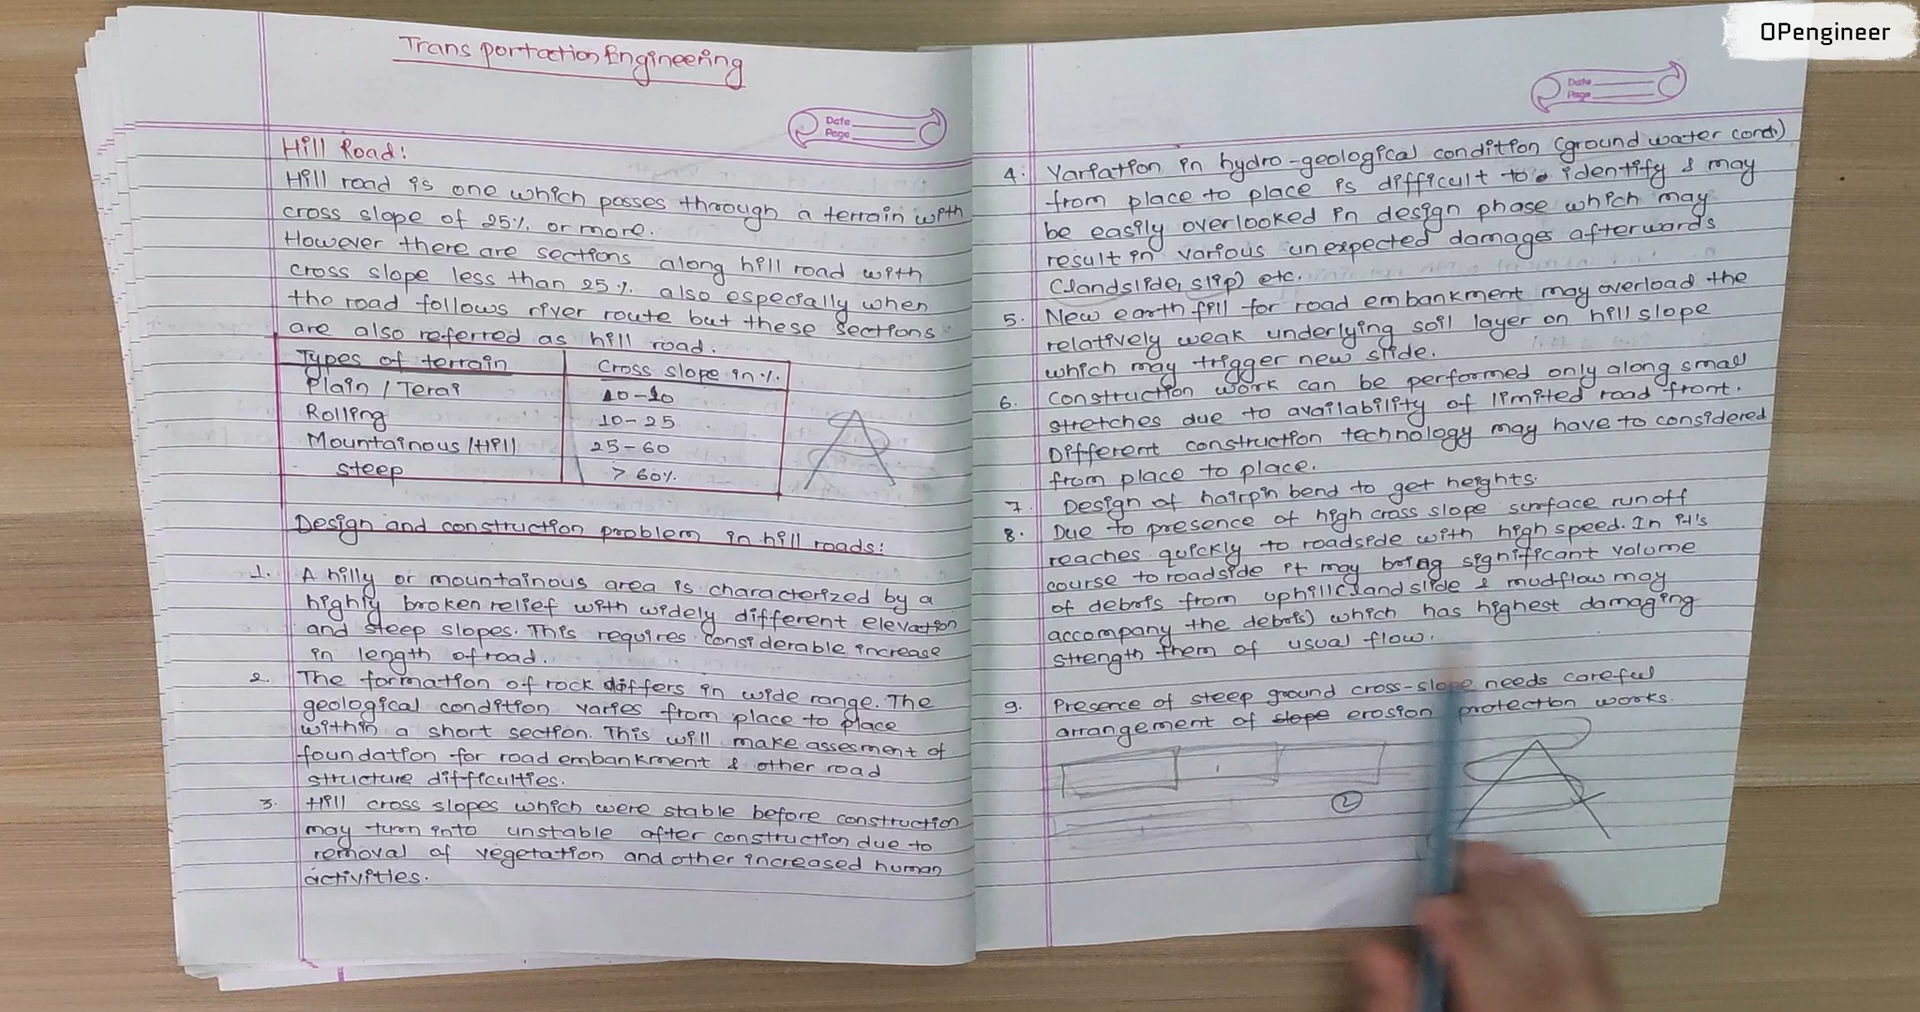 OPengineer
Transportation Engineering
Date
Page
Hill Road:
Hill road is one which passes through a terrain with
cross slope of 25% or more.
However there are sections along hill road with
cross slope less than 25% also especially when
the road follows river route but these sections
are also referred as hill road.
Types of terrain Cross slope in %.
Plain / Terai 0-10
Rolling 10-25
Mountainous / Hill 25-60
steep > 60%
Design and construction problem in hill roads:
1. A hilly or mountainous area is characterized by a
highly broken relief with widely different elevation
and steep slopes. This requires considerable increase
in length of road.
2. The formation of rock differs in wide range. The
geological condition varies from place to place
within a short section. This will make assesment of
foundation for road embankment & other road
structure difficulties.
3. Hill cross slopes which were stable before construction
may turn into unstable after construction due to
removal of vegetation and other increased human
activities.
Date
Page
4. Variation in hydro-geological condition (ground water cond.)
from place to place is difficult to identify & may
be easily overlooked in design phase which may
result in various unexpected damages afterwards
(landslide, slip) etc.
5. New earth fill for road embankment may overload the
relatively weak underlying soil layer on hill slope
which may trigger new slide.
6. Construction work can be performed only along small
stretches due to availability of limited road front.
Different construction technology may have to considered
from place to place.
7. Design of hairpin bend to get heights.
8. Due to presence of high cross slope surface runoff
reaches quickly to roadside with high speed. In it's
course to roadside it may being significant volume
of debris from uphill (land slide & mudflow may
accompany the debris) which has highest damaging
strength them of usual flow.
9. Presence of steep ground cross-slope needs careful
arrangement of slope erosion protection works.
2